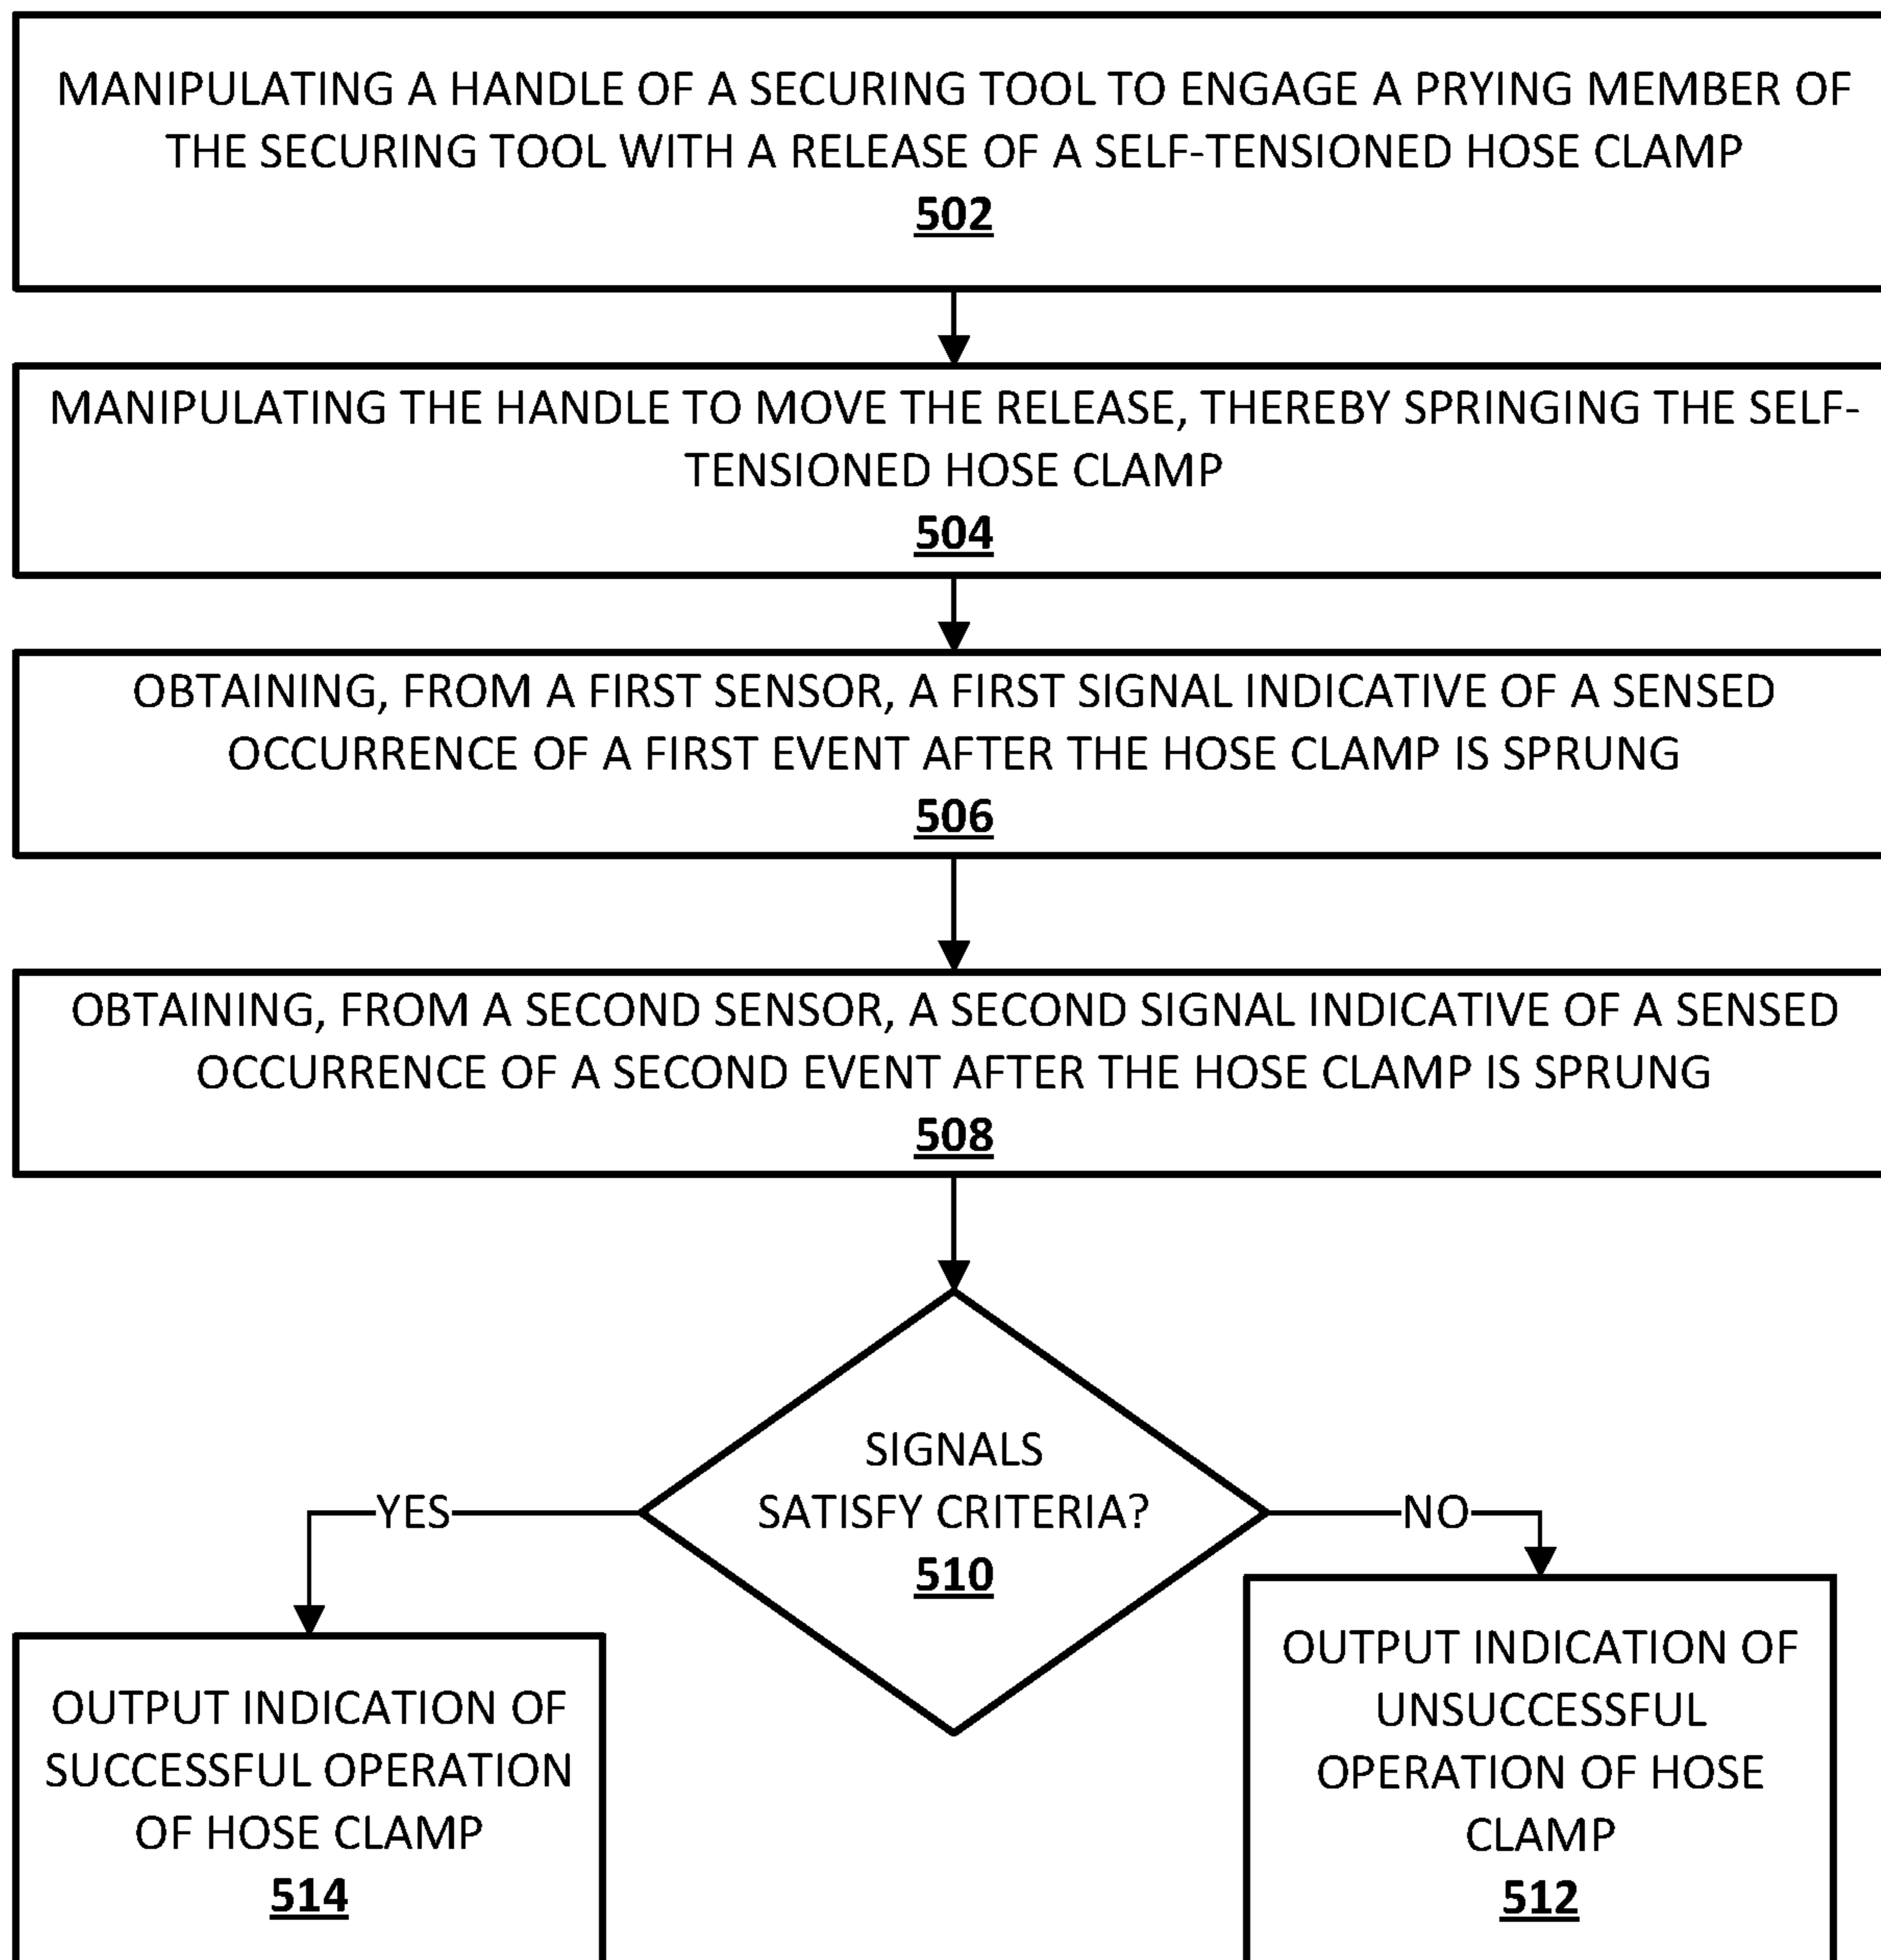 MANIPULATING A HANDLE OF A SECURING TOOL TO ENGAGE A PRYING MEMBER OF
THE SECURING TOOL WITH A RELEASE OF A SELF-TENSIONED HOSE CLAMP
502
MANIPULATING THE HANDLE TO MOVE THE RELEASE, THEREBY SPRINGING THE SELF-
TENSIONED HOSE CLAMP
504
OBTAINING, FROM A FIRST SENSOR, A FIRST SIGNAL INDICATIVE OF A SENSED
OCCURRENCE OF A FIRST EVENT AFTER THE HOSE CLAMP IS SPRUNG
506
OBTAINING, FROM A SECOND SENSOR, A SECOND SIGNAL INDICATIVE OF A SENSED
OCCURRENCE OF A SECOND EVENT AFTER THE HOSE CLAMP IS SPRUNG
508
SIGNALS
SATISFY CRITERIA?
510
YES
NO
OUTPUT INDICATION OF
SUCCESSFUL OPERATION
OF HOSE CLAMP
514
OUTPUT INDICATION OF
UNSUCCESSFUL
OPERATION OF HOSE
CLAMP
512